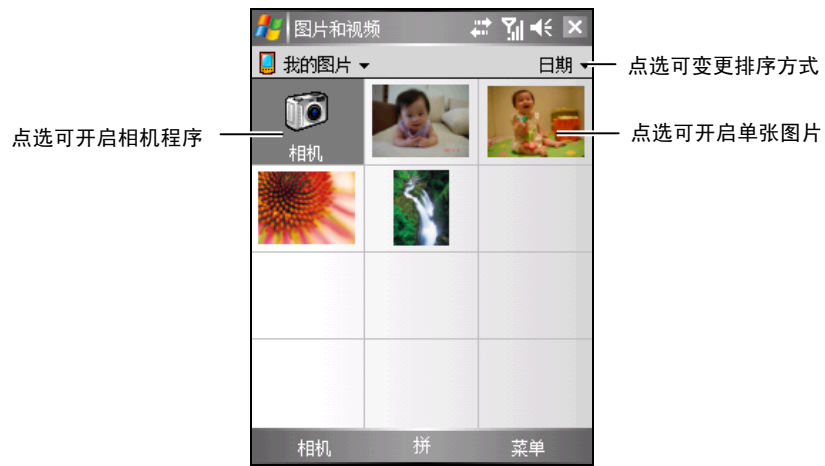 图片和视频
我的图片
日期
点选可变更排序方式
点选可开启相机程序
相机
点选可开启单张图片
相机
拼
菜单